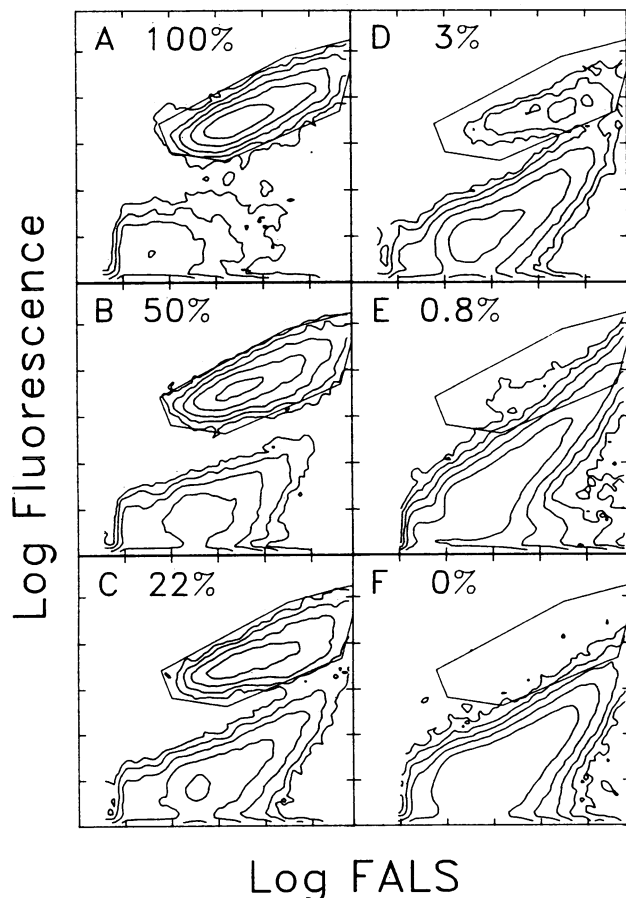 A 100%
D 3%
B 50%
E 0.8%
C 22%
F 0%
Log Fluorescence
Log FALS